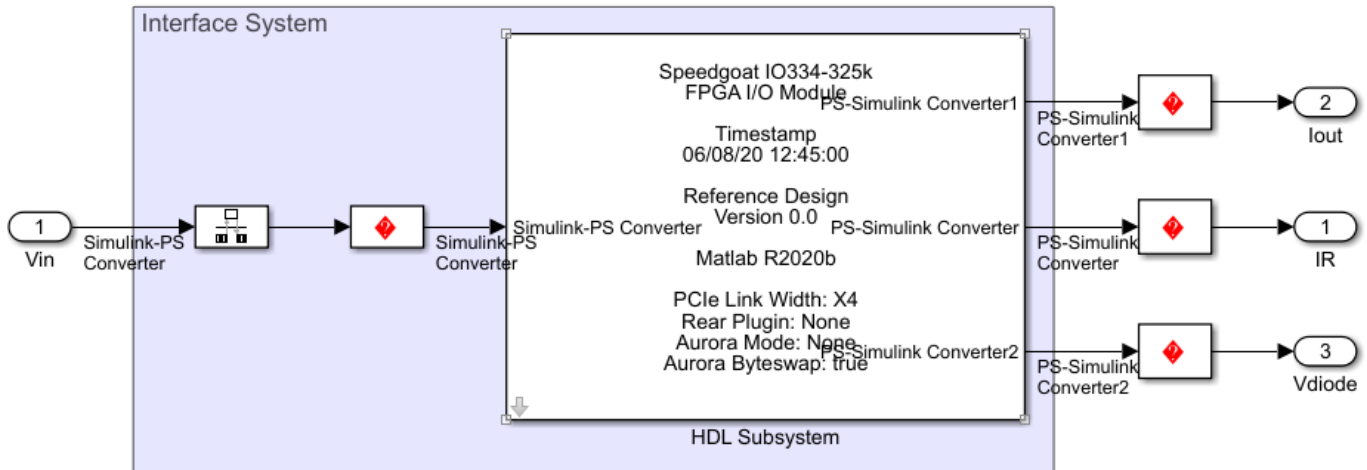 Interface System
Speedgoat IO334-325k
FPGA I/O Module
PS-Simulink Converter1
Timestamp
06/08/20 12:45:00
Reference Design
Version 0.0
Matlab R2020b
PCIe Link Width: X4
Rear Plugin: None
Aurora Mode: None
Aurora Byteswap: true
1
Vin
Simulink-PS
Converter
Simulink-PS
Converter
Simulink-PS Converter
PS-Simulink Converter
PS-Simulink Converter2
HDL Subsystem
PS-Simulink
Converter1
2
Iout
PS-Simulink
Converter
1
IR
PS-Simulink
Converter2
3
Vdiode